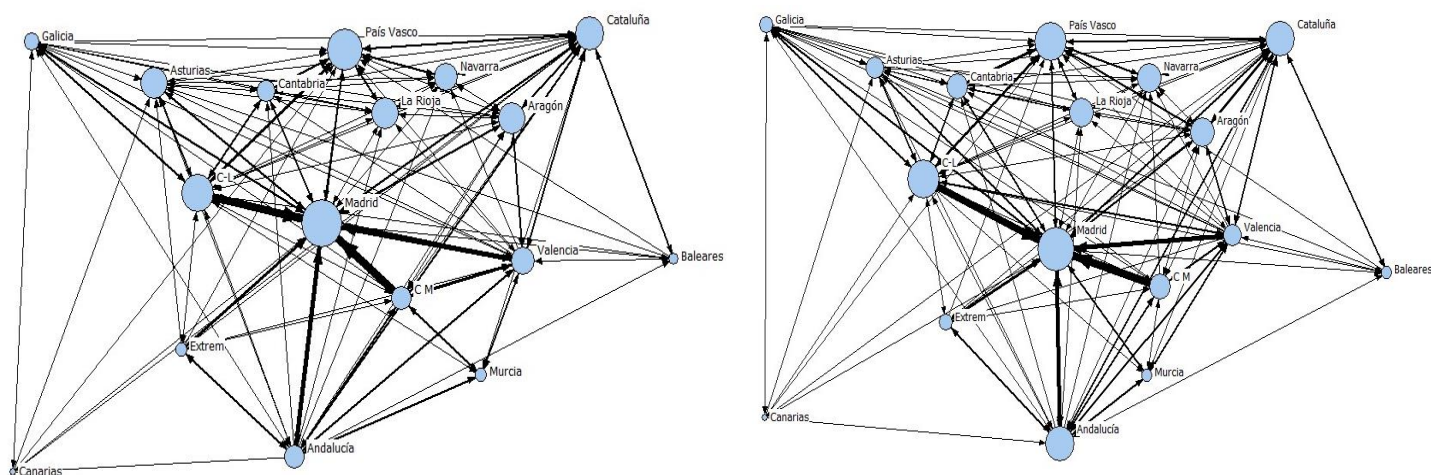 Galicia
País Vasco
Cataluña
Asturias
Cantabria
Navarra
La Rioja
Aragón
C-L
Madrid
Valencia
Baleares
C M
Extrem
Murcia
Andalucía
Canarias
Galicia
País Vasco
Cataluña
Asturias
Cantabria
Navarra
La Rioja
Aragón
C-L
Madrid
Valencia
Baleares
C M
Extrem
Murcia
Canarias
Andalucía